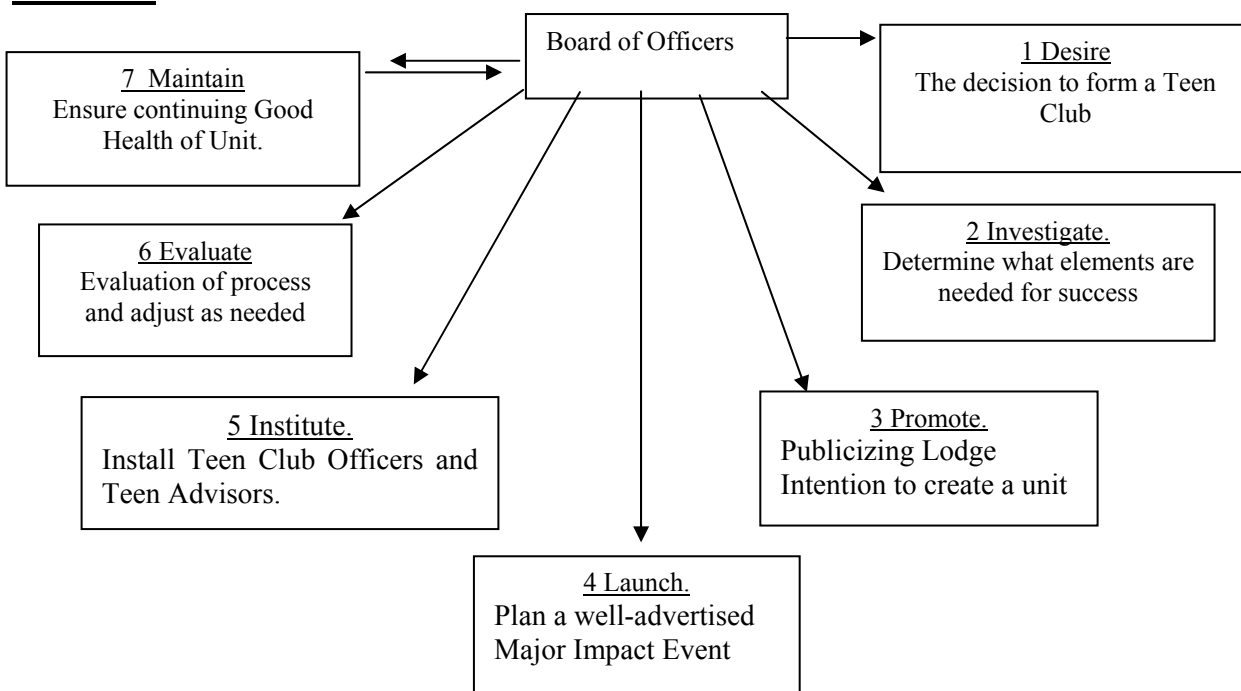 Board of Officers
1 Desire
The decision to form a Teen
Club
2 Investigate.
Determine what elements are
needed for success
3 Promote.
Publicizing Lodge
Intention to create a unit
4 Launch.
Plan a well-advertised
Major Impact Event
5 Institute.
Install Teen Club Officers and
Teen Advisors.
6 Evaluate
Evaluation of process
and adjust as needed
7 Maintain
Ensure continuing Good
Health of Unit.